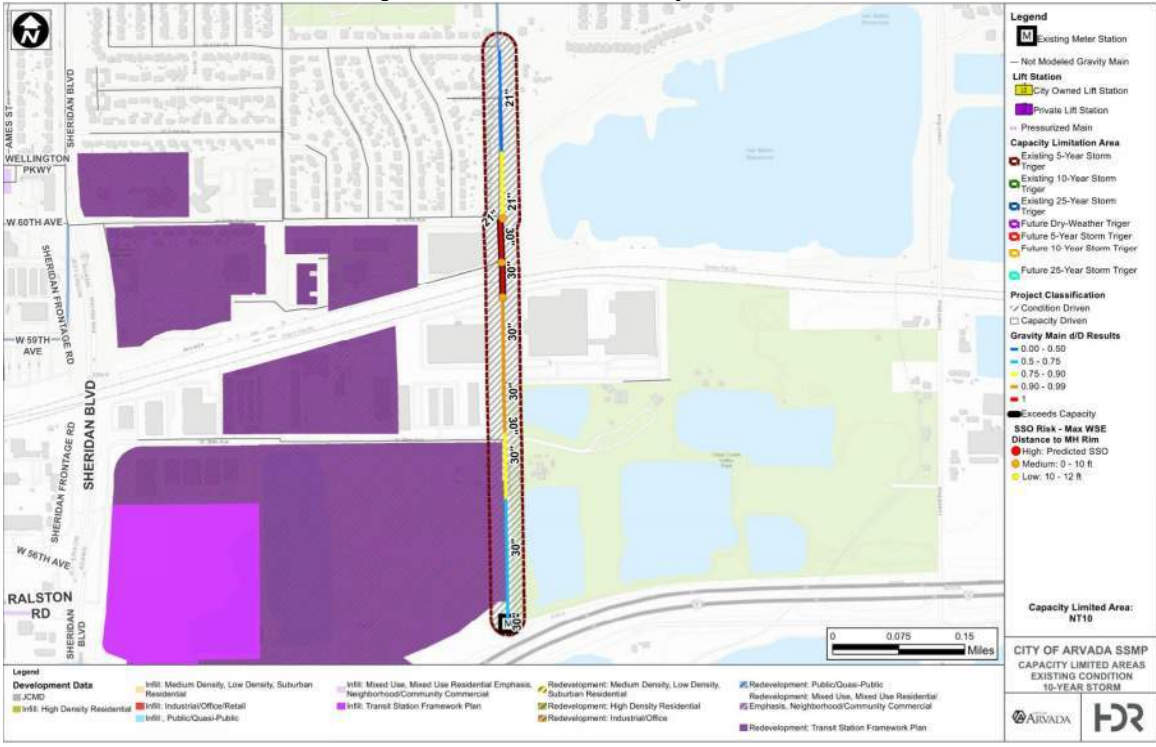 N
AMES ST
SHERIDAN BLVD
WELLINGTON
PKWY
W 60TH AVE
SHERIDAN FRONTAGE RD
W 59TH
AVE
SHERIDAN BLVD
SHERIDAN FRONTAGE RD
W 56TH AVE
RALSTON
RD
SHERIDAN
BLVD
21"
21"
21"
30"
30"
30"
30"
30"
30"
30"
M
30"
0 0.075 0.15
Miles
Legend
M Existing Meter Station
Not Modeled Gravity Main
Lift Station
City Owned Lift Station
Private Lift Station
Pressurized Main
Capacity Limitation Area
Existing 5-Year Storm
Triger
Existing 10-Year Storm
Triger
Existing 25-Year Storm
Triger
Future Dry-Weather Triger
Future 5-Year Storm Triger
Future 10-Year Storm Triger
Future 25-Year Storm Triger
Project Classification
Condition Driven
Capacity Driven
Gravity Main d/D Results
0.00 - 0.50
0.5 - 0.75
0.75 - 0.90
0.90 - 0.99
1
Exceeds Capacity
SSO Risk - Max WSE
Distance to MH Rim
High: Predicted SSO
Medium: 0 - 10 ft
Low: 10 - 12 ft
Capacity Limited Area:
NT10
CITY OF ARVADA SSMP
CAPACITY LIMITED AREAS
EXISTING CONDITION
10-YEAR STORM
ARVADA
HDR
Legend
Development Data
JCMD
Infill: High Density Residential
Infill: Medium Density, Low Density, Suburban
Residential
Infill: Industrial/Office/Retail
Infill:, Public/Quasi-Public
Infill: Mixed Use, Mixed Use Residential Emphasis,
Neighborhood/Community Commercial
Infill: Transit Station Framework Plan
Redevelopment: Medium Density, Low Density,
Suburban Residential
Redevelopment: High Density Residential
Redevelopment: Industrial/Office
Redevelopment: Public/Quasi-Public
Redevelopment: Mixed Use, Mixed Use Residential
Emphasis, Neighborhood/Community Commercial
Redevelopment: Transit Station Framework Plan